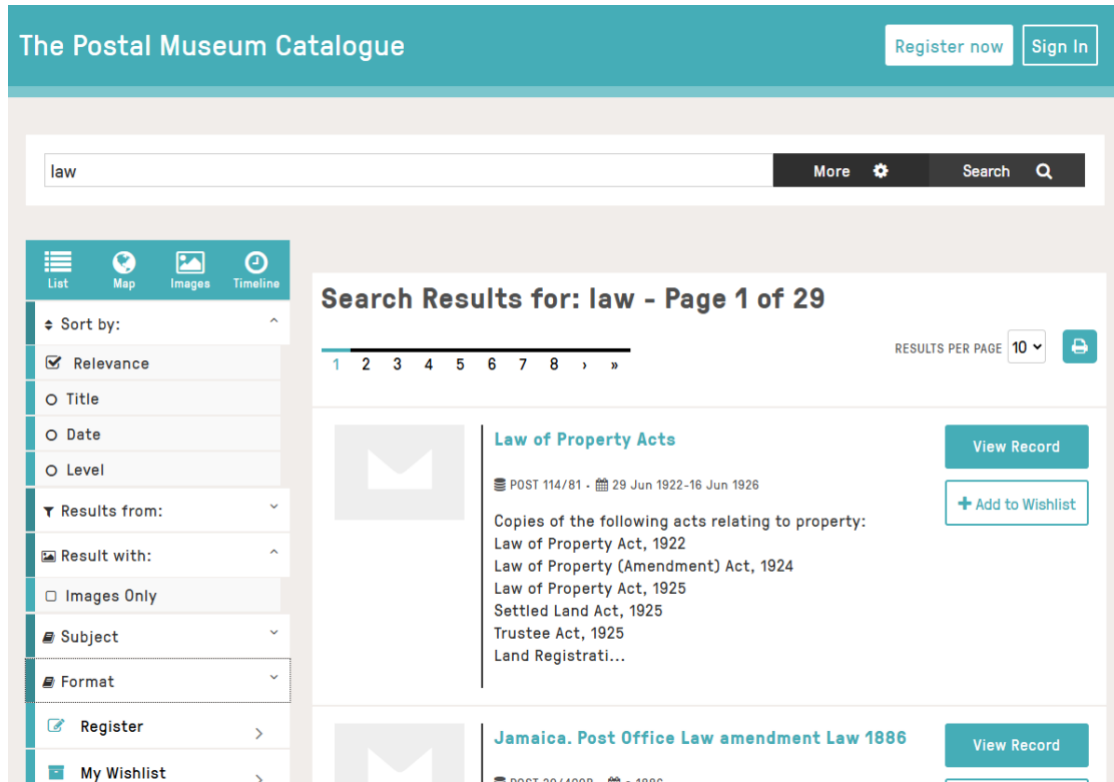 The Postal Museum Catalogue
Register now
Sign In
law
More
Search
List
Map
Images
Timeline
Sort by:
Relevance
Title
Date
Level
Results from:
Result with:
Images Only
Subject
Format
Register
My Wishlist
Search Results for: law - Page 1 of 29
1 2 3 4 5 6 7 8 › »
RESULTS PER PAGE 10
Law of Property Acts
POST 114/81 - 29 Jun 1922-16 Jun 1926
Copies of the following acts relating to property:
Law of Property Act, 1922
Law of Property (Amendment) Act, 1924
Law of Property Act, 1925
Settled Land Act, 1925
Trustee Act, 1925
Land Registrati...
View Record
+ Add to Wishlist
Jamaica. Post Office Law amendment Law 1886
View Record